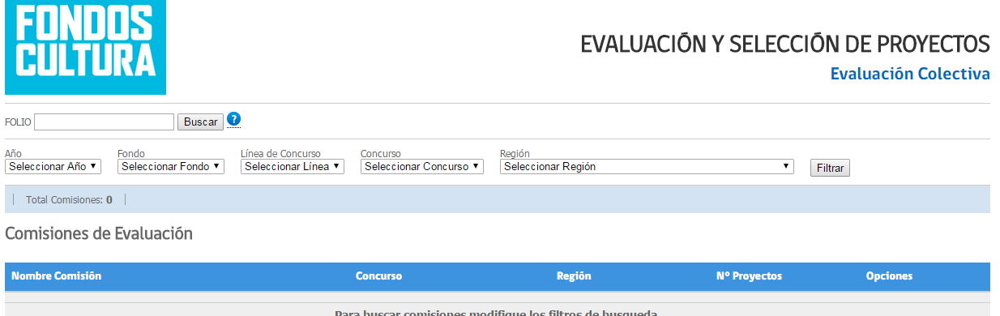 FONDOS
CULTURA
EVALUACIÓN Y SELECCIÓN DE PROYECTOS
Evaluación Colectiva
FOLIO Buscar ?
Año Fondo Línea de Concurso Concurso Región
Seleccionar Año Seleccionar Fondo Seleccionar Línea Seleccionar Concurso Seleccionar Región Filtrar
Total Comisiones: 0
Comisiones de Evaluación
Nombre Comisión Concurso Región Nº Proyectos Opciones
Para buscar comisiones modifique los filtros de busqueda